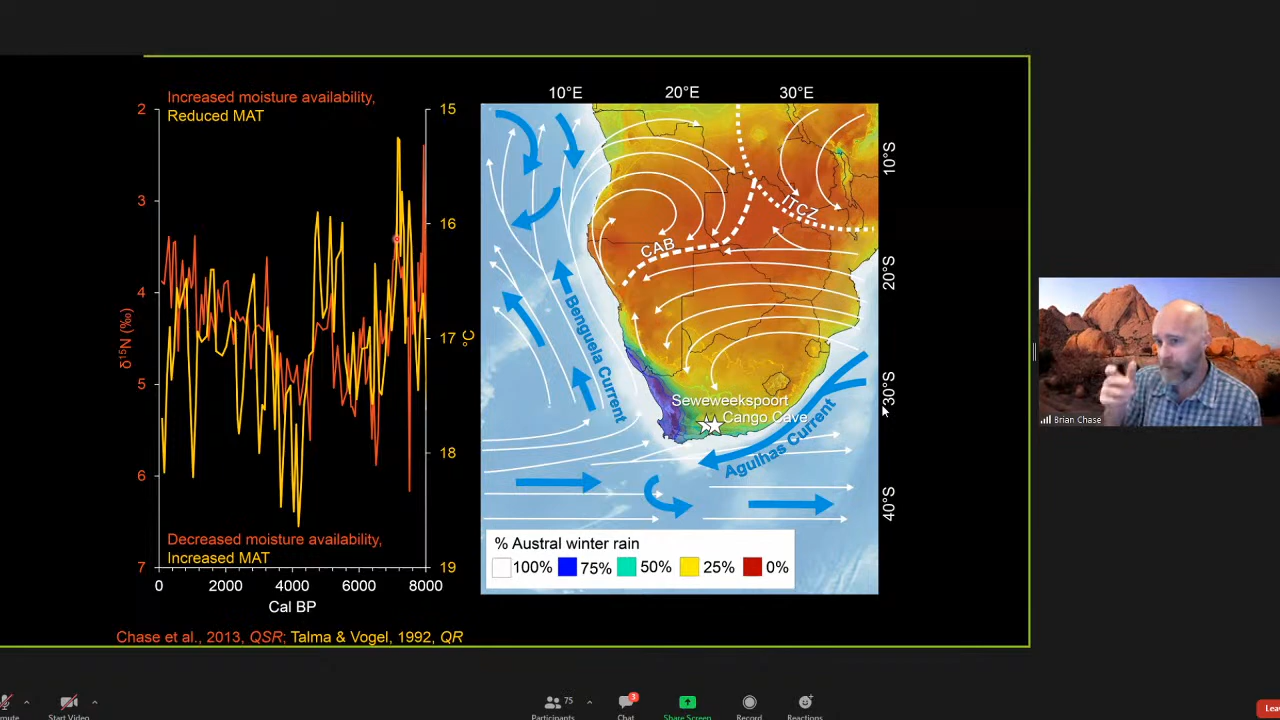 Increased moisture availability,
Reduced MAT
2
3
4
5
6
7
δ¹⁵N (‰)
15
16
17
18
19
°C
Decreased moisture availability,
Increased MAT
0
2000
4000
6000
8000
Cal BP
Chase et al., 2013, QSR; Talma & Vogel, 1992, QR
10°E
20°E
30°E
10°S
20°S
30°S
40°S
ITCZ
CAB
Benguela Current
Seweweekspoort
Cango Cave
Agulhas Current
% Austral winter rain
100%
75%
50%
25%
0%
Brian Chase
75
3
mute
Start Video
Participants
Chat
Share Screen
Record
Reactions
Lea